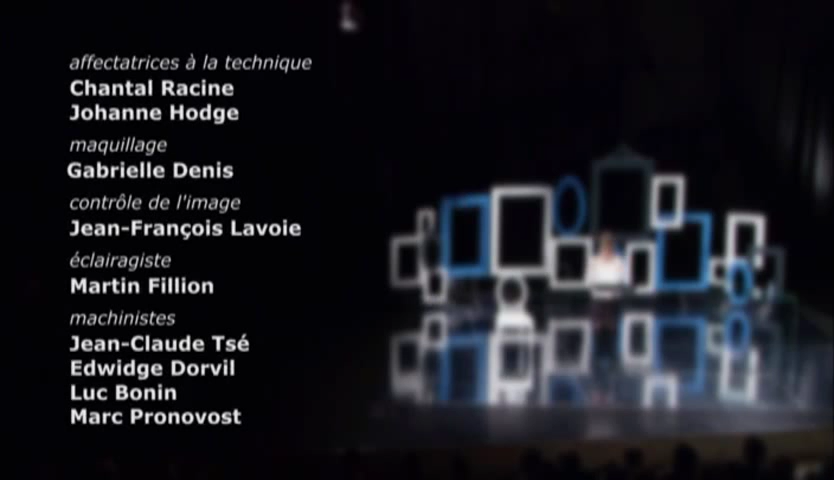 affectatrices à la technique
Chantal Racine
Johanne Hodge
maquillage
Gabrielle Denis
contrôle de l'image
Jean-François Lavoie
éclairagiste
Martin Fillion
machinistes
Jean-Claude Tsé
Edwidge Dorvil
Luc Bonin
Marc Pronovost